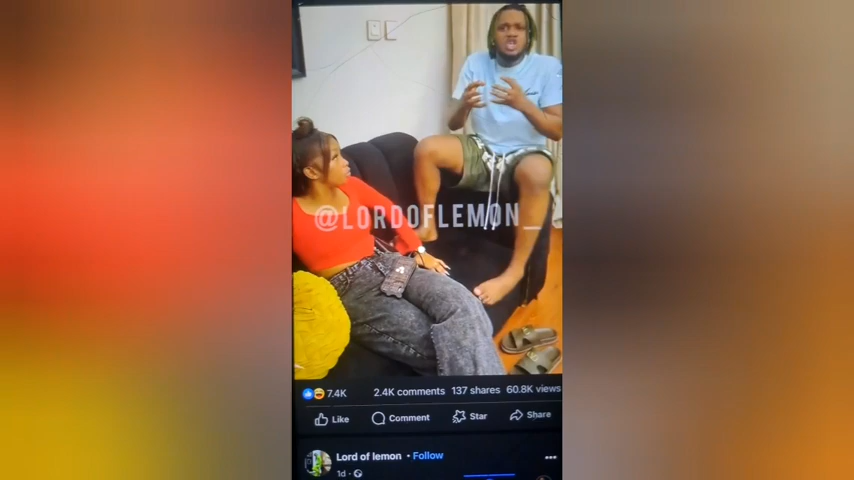 @LORDOFLEMON_
7.4K 2.4K comments 137 shares 60.8K views
Like Comment Star Share
Lord of lemon • Follow
1d •